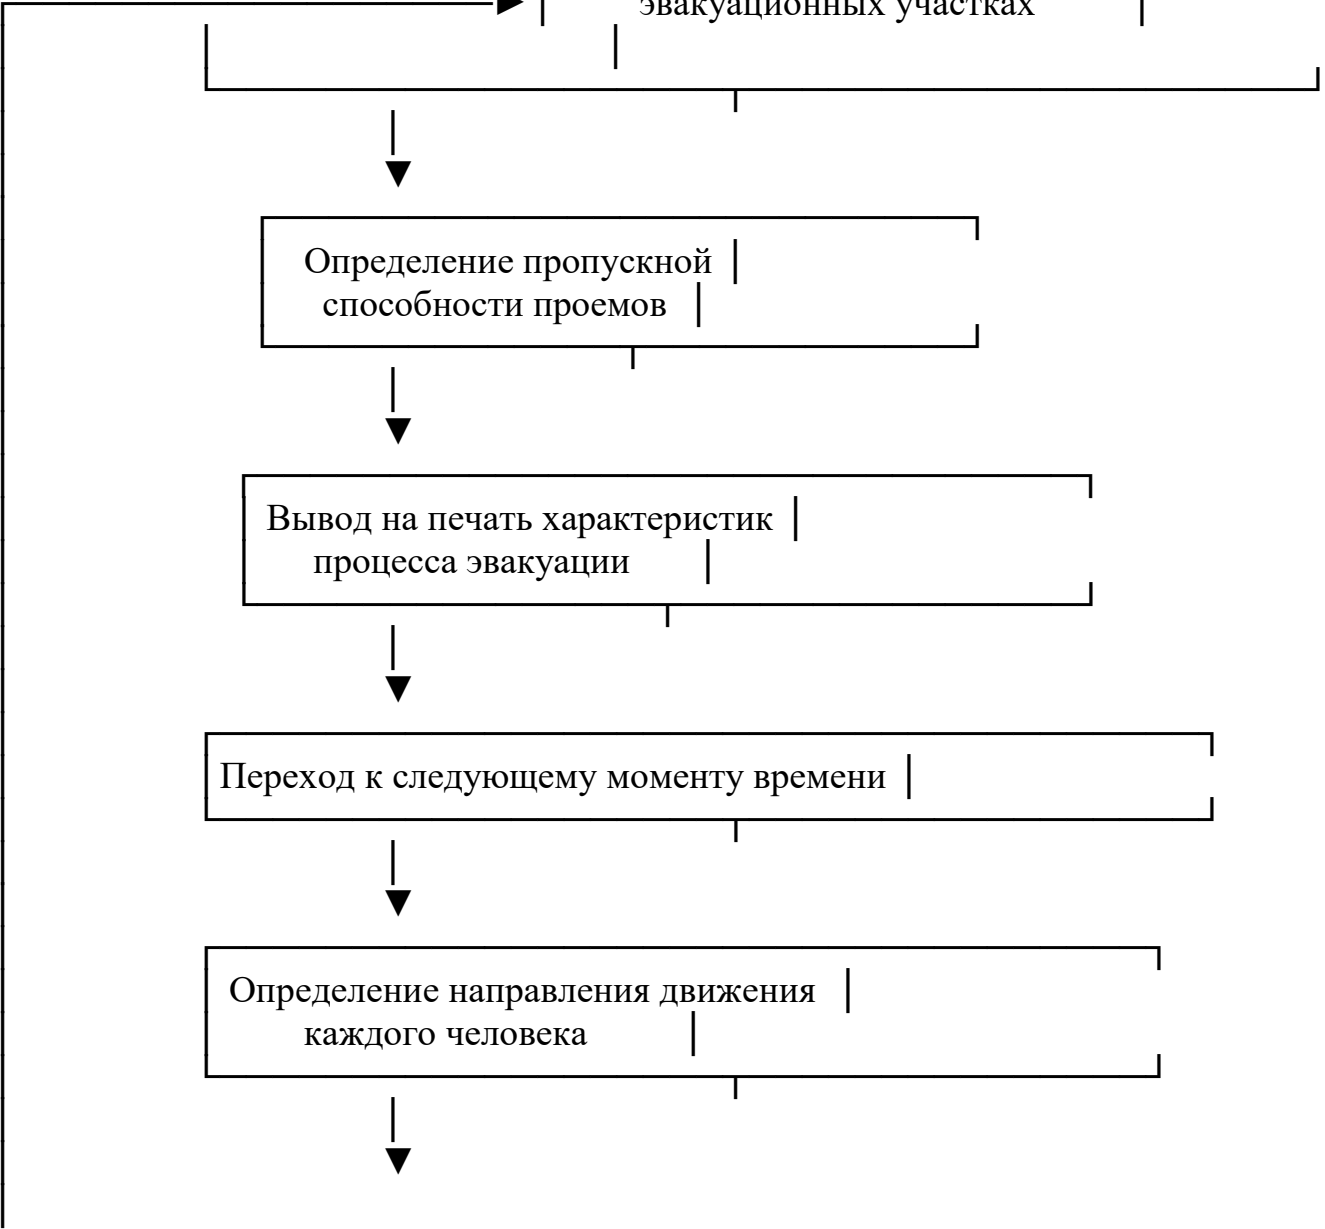 эвакуационных участках
Определение пропускной
способности проемов
Вывод на печать характеристик
процесса эвакуации
Переход к следующему моменту времени
Определение направления движения
каждого человека